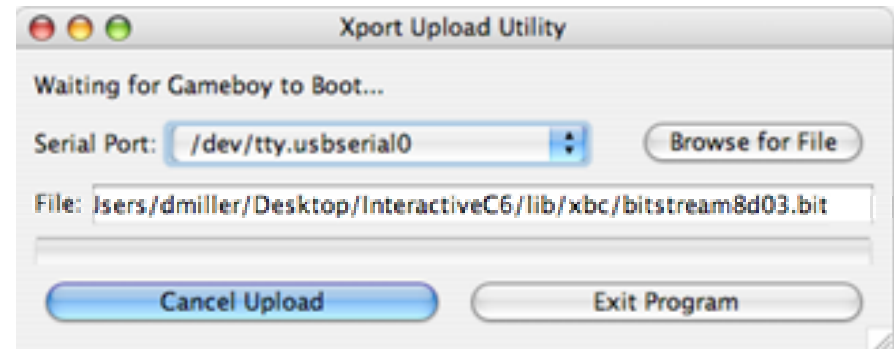 Xport Upload Utility
Waiting for Gameboy to Boot...
Serial Port: /dev/tty.usbserial0 Browse for File
File: Jsers/dmiller/Desktop/InteractiveC6/lib/xbc/bitstream8d03.bit
Cancel Upload Exit Program